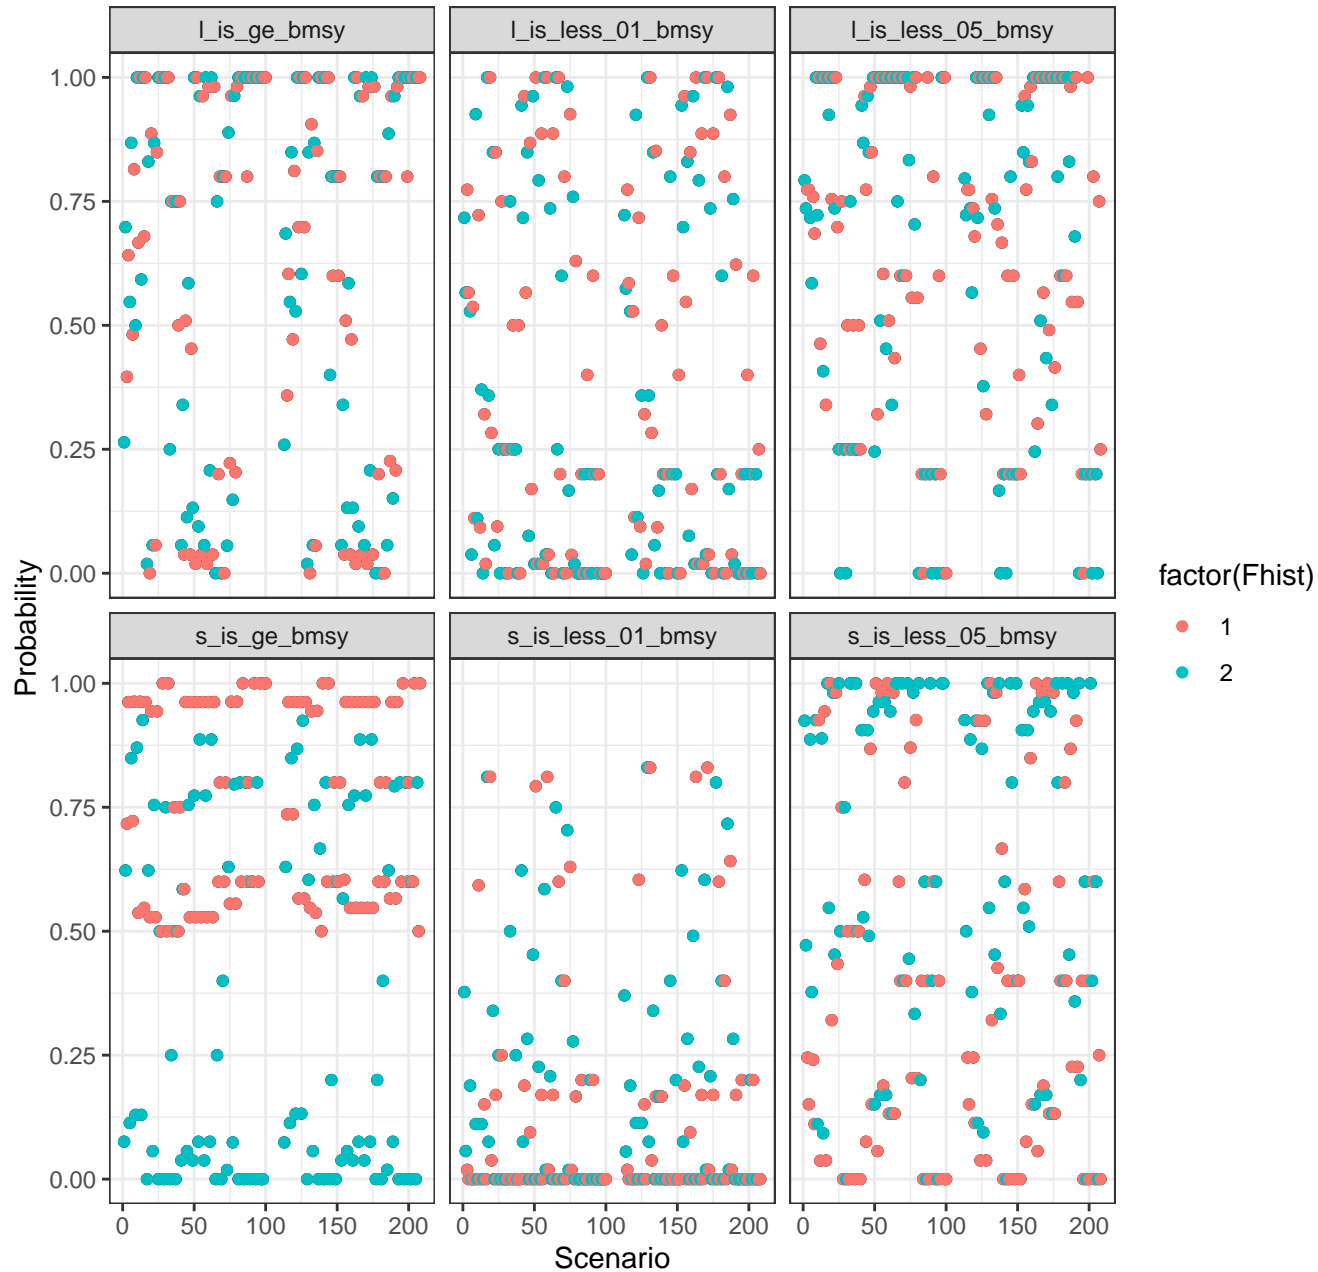 l_is_ge_bmsy
l_is_less_01_bmsy
l_is_less_05_bmsy
1.00
0.75
0.50
0.25
0.00
s_is_ge_bmsy
s_is_less_01_bmsy
s_is_less_05_bmsy
1.00
0.75
0.50
0.25
0.00
0 50 100 150 200
0 50 100 150 200
0 50 100 150 200
Scenario
Probability
factor(Fhist)
1
2